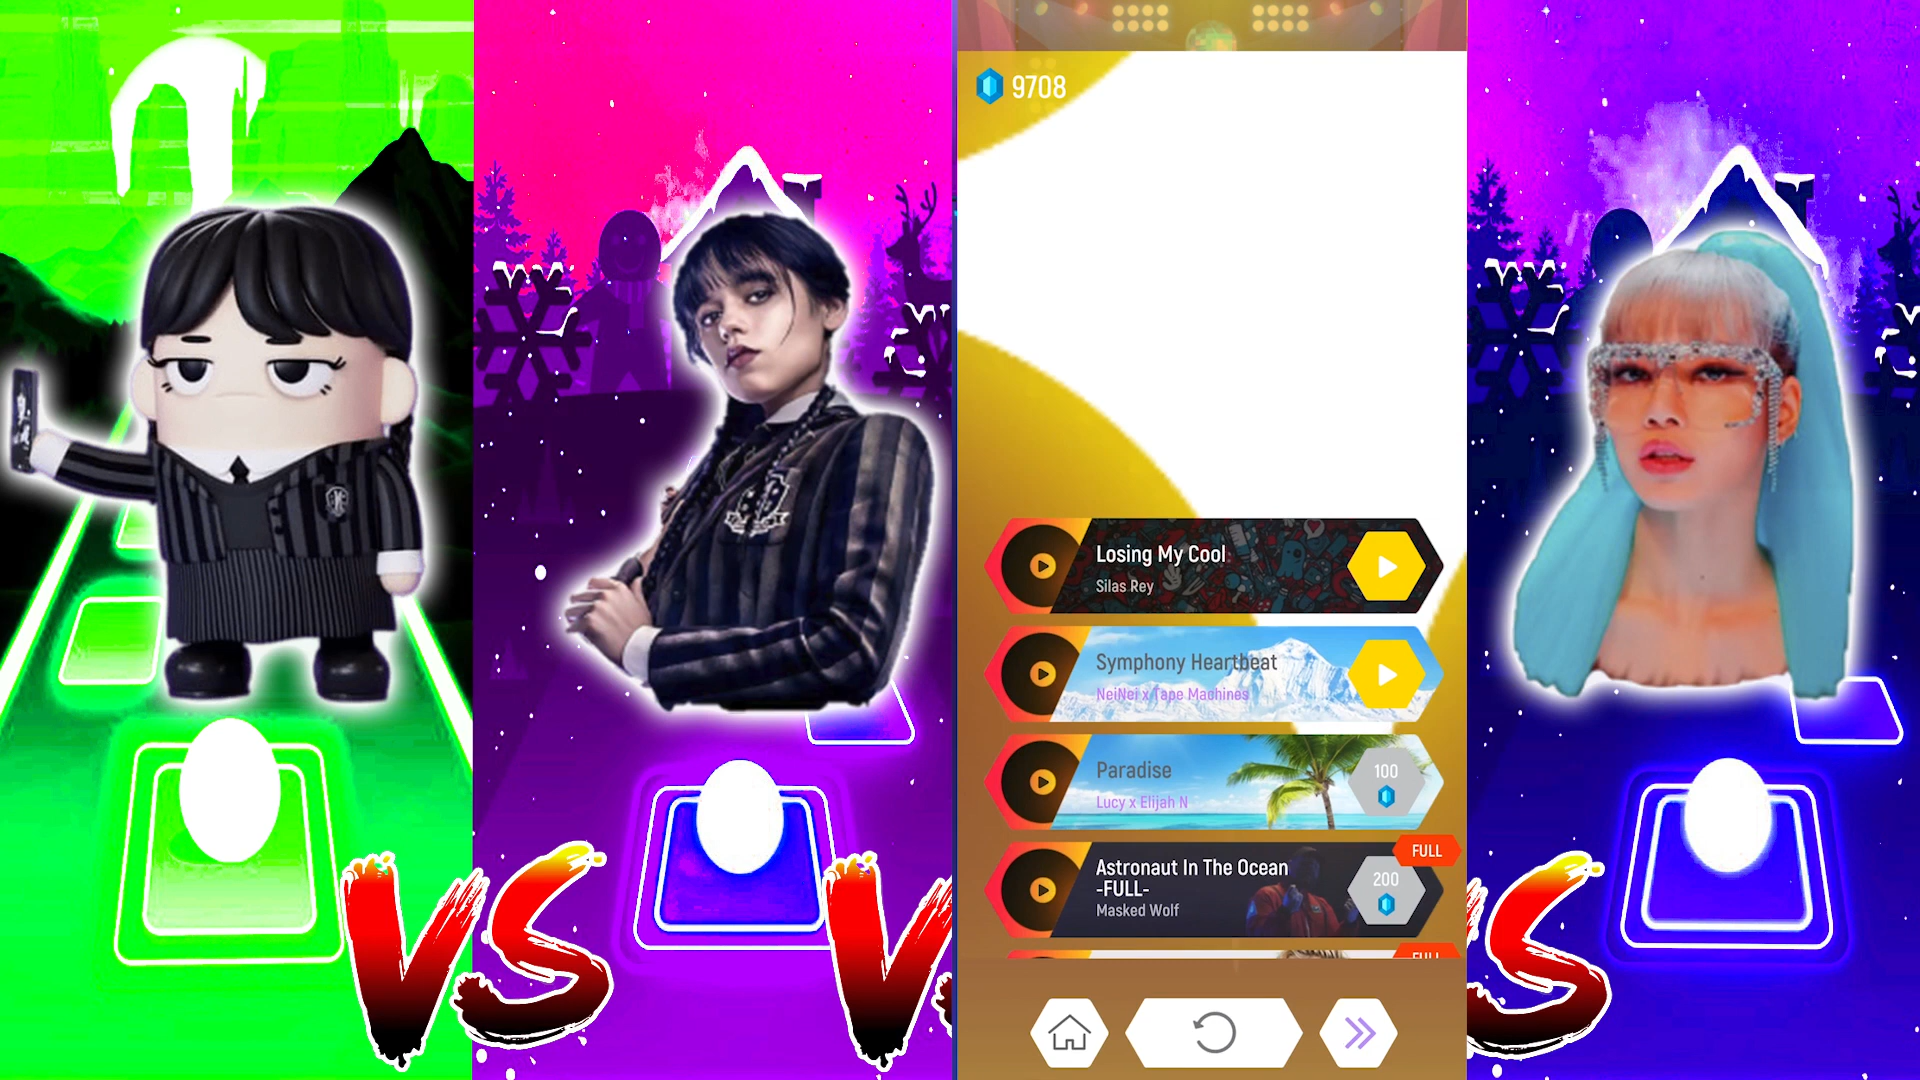 9708
Losing My Cool
Silas Rey
Symphony Heartbeat
NeiNei x Tape Machines
Paradise
Lucy x Elijah N
100
FULL
Astronaut In The Ocean
-FULL-
Masked Wolf
200
FULL
VS
V
S